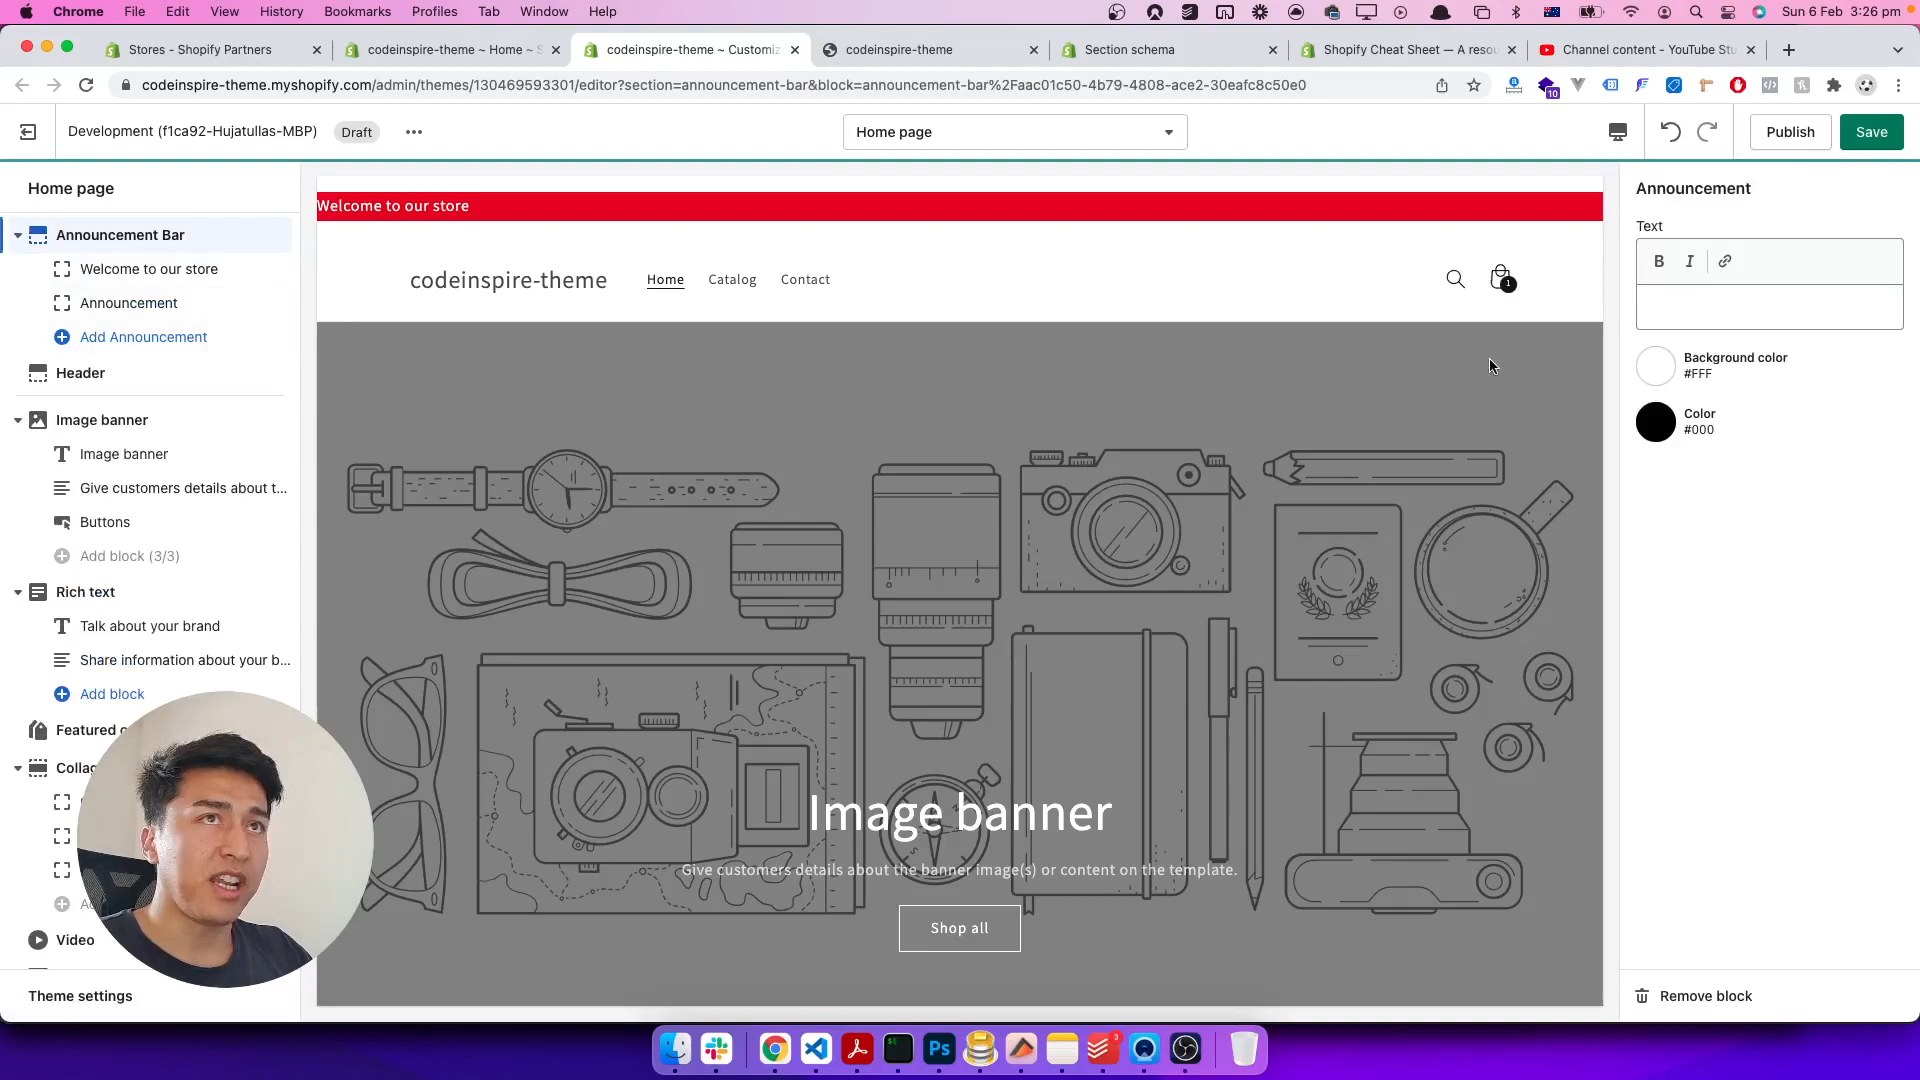 Chrome File Edit View History Bookmarks Profiles Tab Window Help
Sun 6 Feb 3:26 pm
Stores - Shopify Partners
codeinspire-theme ~ Home ~ S
codeinspire-theme ~ Customiz
codeinspire-theme
Section schema
Shopify Cheat Sheet — A resou
Channel content - YouTube Stu
codeinspire-theme.myshopify.com/admin/themes/130469593301/editor?section=announcement-bar&block=announcement-bar%2Faac01c50-4b79-4808-ace2-30eafc8c50e0
10
Development (f1ca92-Hujatullas-MBP) Draft
Home page
Publish
Save
Home page
Announcement Bar
Welcome to our store
Announcement
Add Announcement
Header
Image banner
Image banner
Give customers details about t...
Buttons
Add block (3/3)
Rich text
Talk about your brand
Share information about your b...
Add block
Featured c
Collag
Video
Theme settings
Welcome to our store
codeinspire-theme
Home Catalog Contact
1
Image banner
Give customers details about the banner image(s) or content on the template.
Shop all
Announcement
Text
B I
Background color
#FFF
Color
#000
Remove block
Ps
3